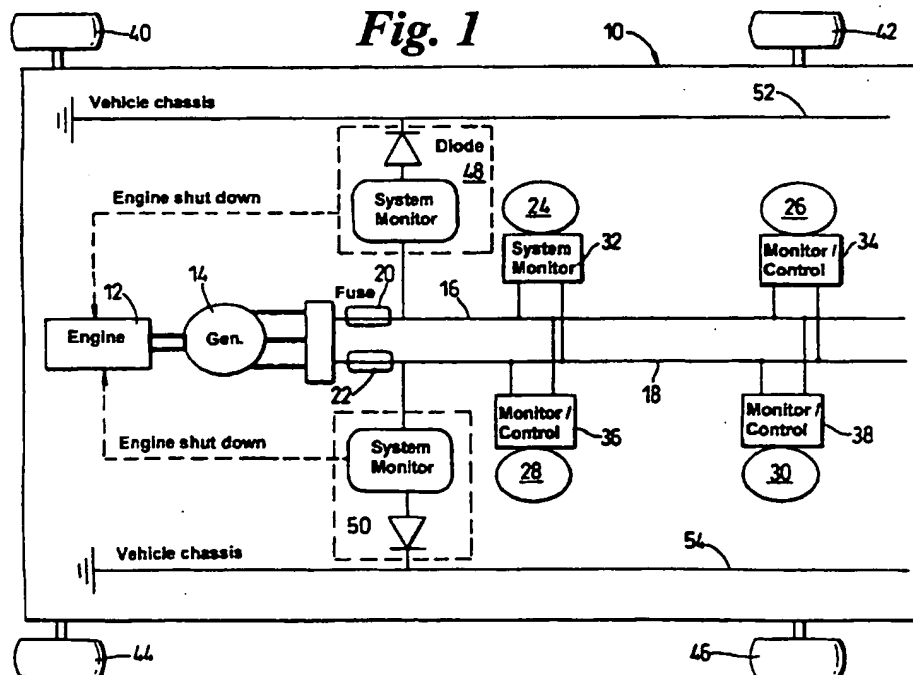 Fig. 1
40
10
42
Vehicle chassis
52
Diode
48
System
Monitor
Engine shut down
24
26
System
Monitor
32
Monitor /
Control
34
12
14
Fuse
20
16
Engine
Gen.
22
18
Monitor /
Control
36
Monitor /
Control
38
Engine shut down
System
Monitor
28
30
50
Vehicle chassis
54
44
46